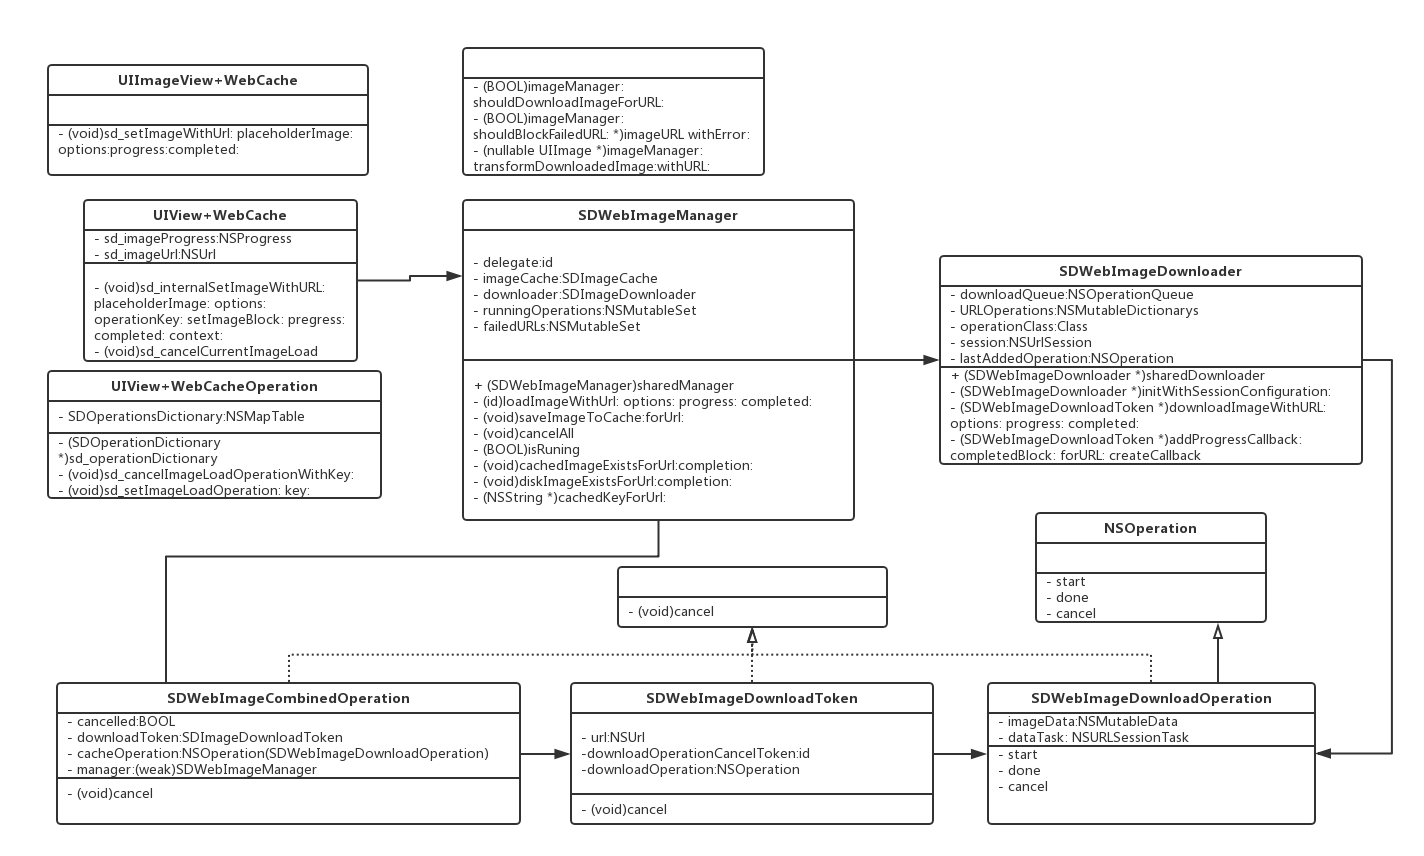 UIImageView+WebCache
- (void)sd_setImageWithUrl: placeholderImage:
options:progress:completed:
- (BOOL)imageManager:
shouldDownloadImageForURL:
- (BOOL)imageManager:
shouldBlockFailedURL: *)imageURL withError:
- (nullable UIImage *)imageManager:
transformDownloadedImage:withURL:
UIView+WebCache
- sd_imageProgress:NSProgress
- sd_imageUrl:NSUrl
- (void)sd_internalSetImageWithURL:
placeholderImage: options:
operationKey: setImageBlock: pregress:
completed: context:
- (void)sd_cancelCurrentImageLoad
UIView+WebCacheOperation
- SDOperationsDictionary:NSMapTable
- (SDOperationDictionary
*)sd_operationDictionary
- (void)sd_cancelImageLoadOperationWithKey:
- (void)sd_setImageLoadOperation: key:
SDWebImageManager
- delegate:id
- imageCache:SDImageCache
- downloader:SDImageDownloader
- runningOperations:NSMutableSet
- failedURLs:NSMutableSet
+ (SDWebImageManager)sharedManager
- (id)loadImageWithUrl: options: progress: completed:
- (void)saveImageToCache:forUrl:
- (void)cancelAll
- (BOOL)isRuning
- (void)cachedImageExistsForUrl:completion:
- (void)diskImageExistsForUrl:completion:
- (NSString *)cachedKeyForUrl:
SDWebImageDownloader
- downloadQueue:NSOperationQueue
- URLOperations:NSMutableDictionarys
- operationClass:Class
- session:NSUrlSession
- lastAddedOperation:NSOperation
+ (SDWebImageDownloader *)sharedDownloader
- (SDWebImageDownloader *)initWithSessionConfiguration:
- (SDWebImageDownloadToken *)downloadImageWithURL:
options: progress: completed:
- (SDWebImageDownloadToken *)addProgressCallback:
completedBlock: forURL: createCallback
NSOperation
- start
- done
- cancel
- (void)cancel
SDWebImageCombinedOperation
- cancelled:BOOL
- downloadToken:SDImageDownloadToken
- cacheOperation:NSOperation(SDWebImageDownloadOperation)
- manager:(weak)SDWebImageManager
- (void)cancel
SDWebImageDownloadToken
- url:NSUrl
-downloadOperationCancelToken:id
-downloadOperation:NSOperation
- (void)cancel
SDWebImageDownloadOperation
- imageData:NSMutableData
- dataTask: NSURLSessionTask
- start
- done
- cancel